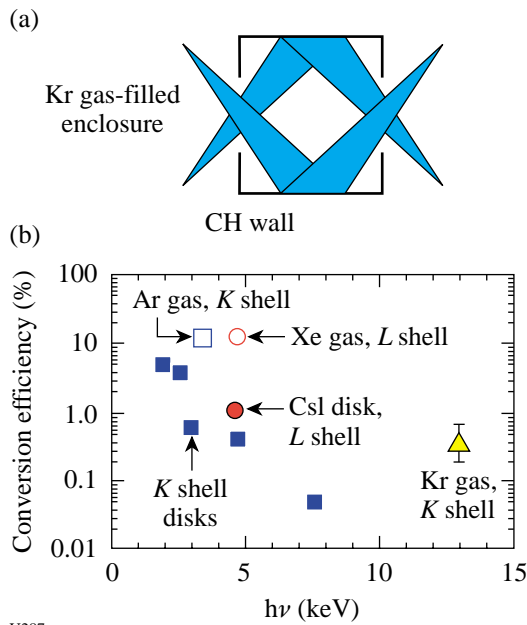 (a)
Kr gas-filled
enclosure
CH wall
(b)
Conversion efficiency (%)
100
10
1.0
0.1
0.01
Ar gas, K shell
Xe gas, L shell
CsI disk,
L shell
K shell
disks
Kr gas,
K shell
0 5 10 15
hν (keV)